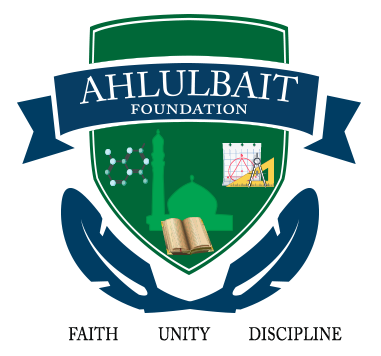 AHLULBAIT
FOUNDATION
FAITH UNITY DISCIPLINE